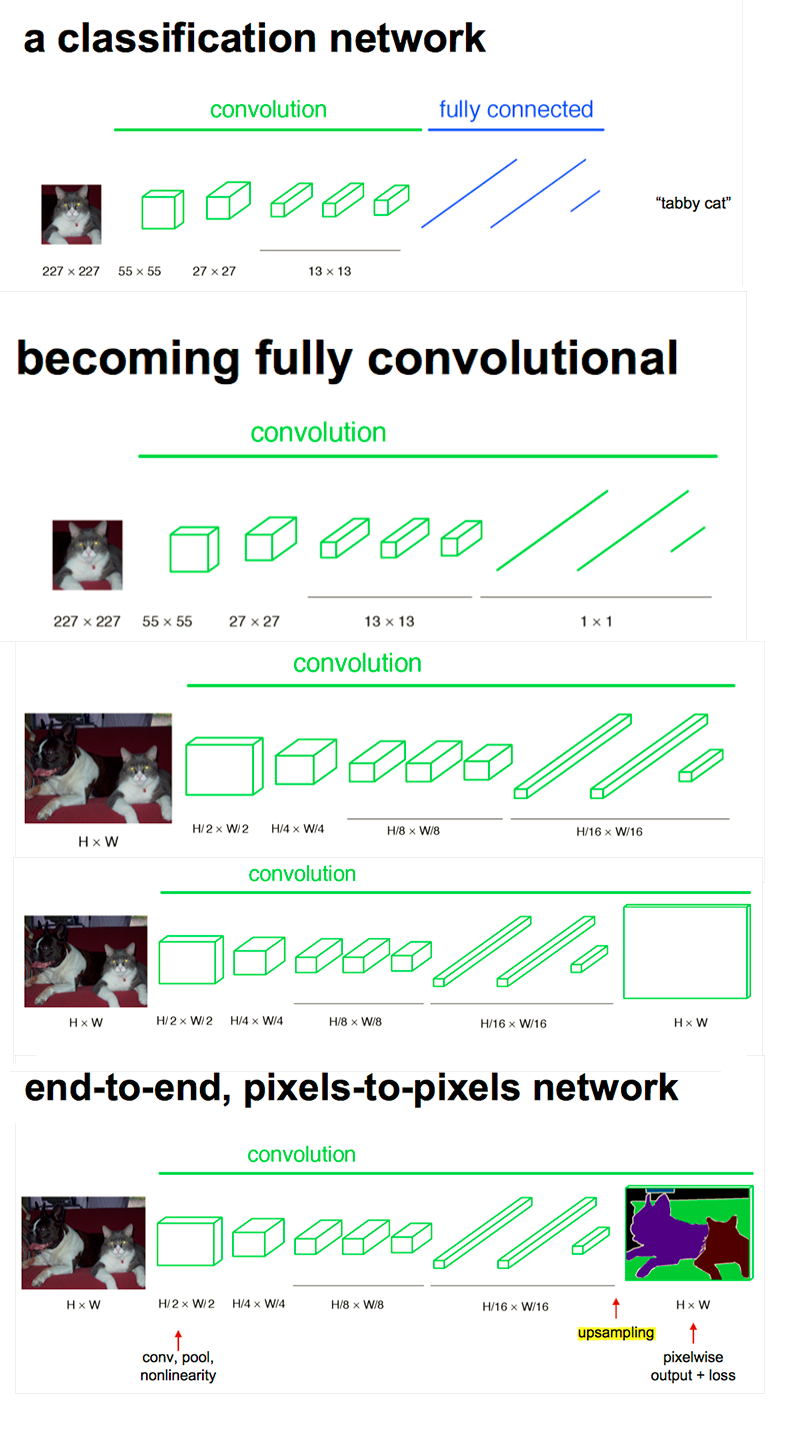 a classification network
convolution fully connected
“tabby cat”
227 × 227 55 × 55 27 × 27 13 × 13
becoming fully convolutional
convolution
227 × 227 55 × 55 27 × 27 13 × 13 1 × 1
convolution
H × W H/2 × W/2 H/4 × W/4 H/8 × W/8 H/16 × W/16
convolution
H × W H/2 × W/2 H/4 × W/4 H/8 × W/8 H/16 × W/16 H × W
end-to-end, pixels-to-pixels network
convolution
H × W H/2 × W/2 H/4 × W/4 H/8 × W/8 H/16 × W/16 H × W
upsampling
conv, pool,
nonlinearity
pixelwise
output + loss